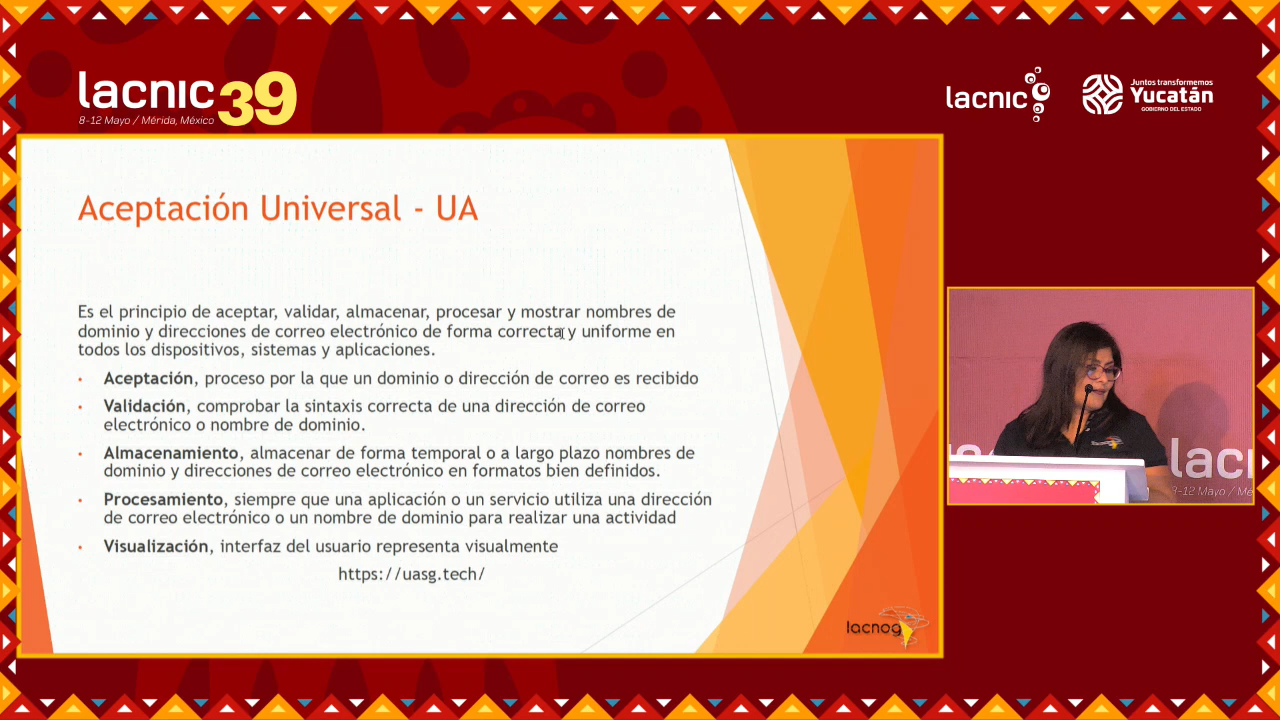 lacnic39
8-12 Mayo / Mérida, México
lacnic
Juntos transformemos
Yucatán
GOBIERNO DEL ESTADO
Aceptación Universal - UA
Es el principio de aceptar, validar, almacenar, procesar y mostrar nombres de
dominio y direcciones de correo electrónico de forma correcta y uniforme en
todos los dispositivos, sistemas y aplicaciones.
• Aceptación, proceso por la que un dominio o dirección de correo es recibido
• Validación, comprobar la sintaxis correcta de una dirección de correo
electrónico o nombre de dominio.
• Almacenamiento, almacenar de forma temporal o a largo plazo nombres de
dominio y direcciones de correo electrónico en formatos bien definidos.
• Procesamiento, siempre que una aplicación o un servicio utiliza una dirección
de correo electrónico o un nombre de dominio para realizar una actividad
• Visualización, interfaz del usuario representa visualmente
https://uasg.tech/
lacnog
lac
8-12 Mayo / Mé